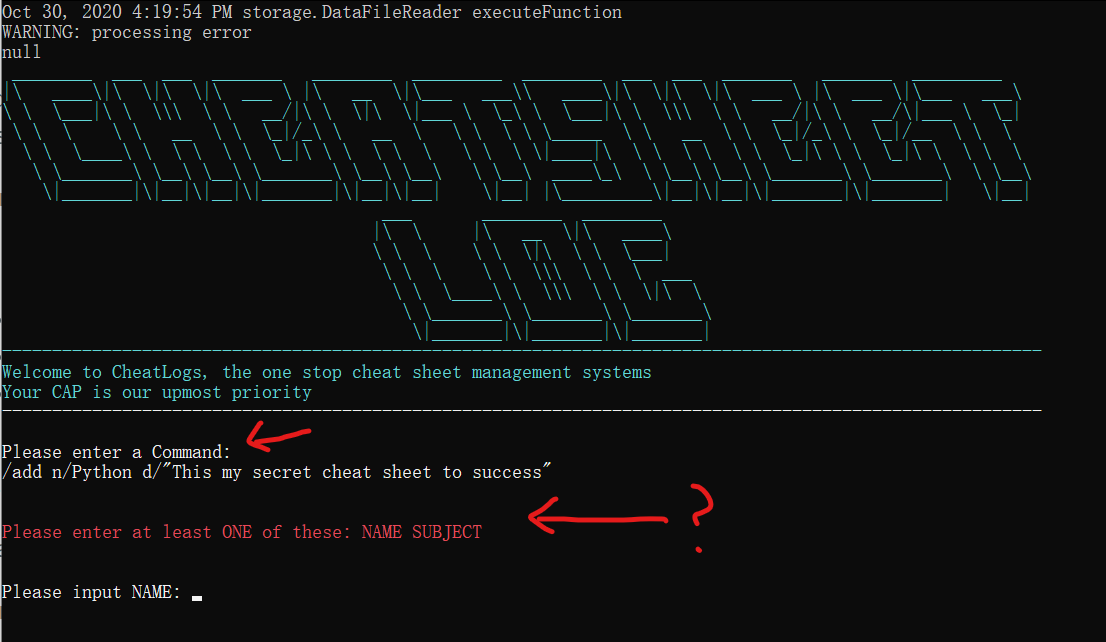 Oct 30, 2020 4:19:54 PM storage.DataFileReader executeFunction
WARNING: processing error
null
CHEATSHEET
LOG
Welcome to CheatLogs, the one stop cheat sheet management systems
Your CAP is our upmost priority
Please enter a Command:
/add n/Python d/"This my secret cheat sheet to success"
?
Please enter at least ONE of these: NAME SUBJECT
Please input NAME: